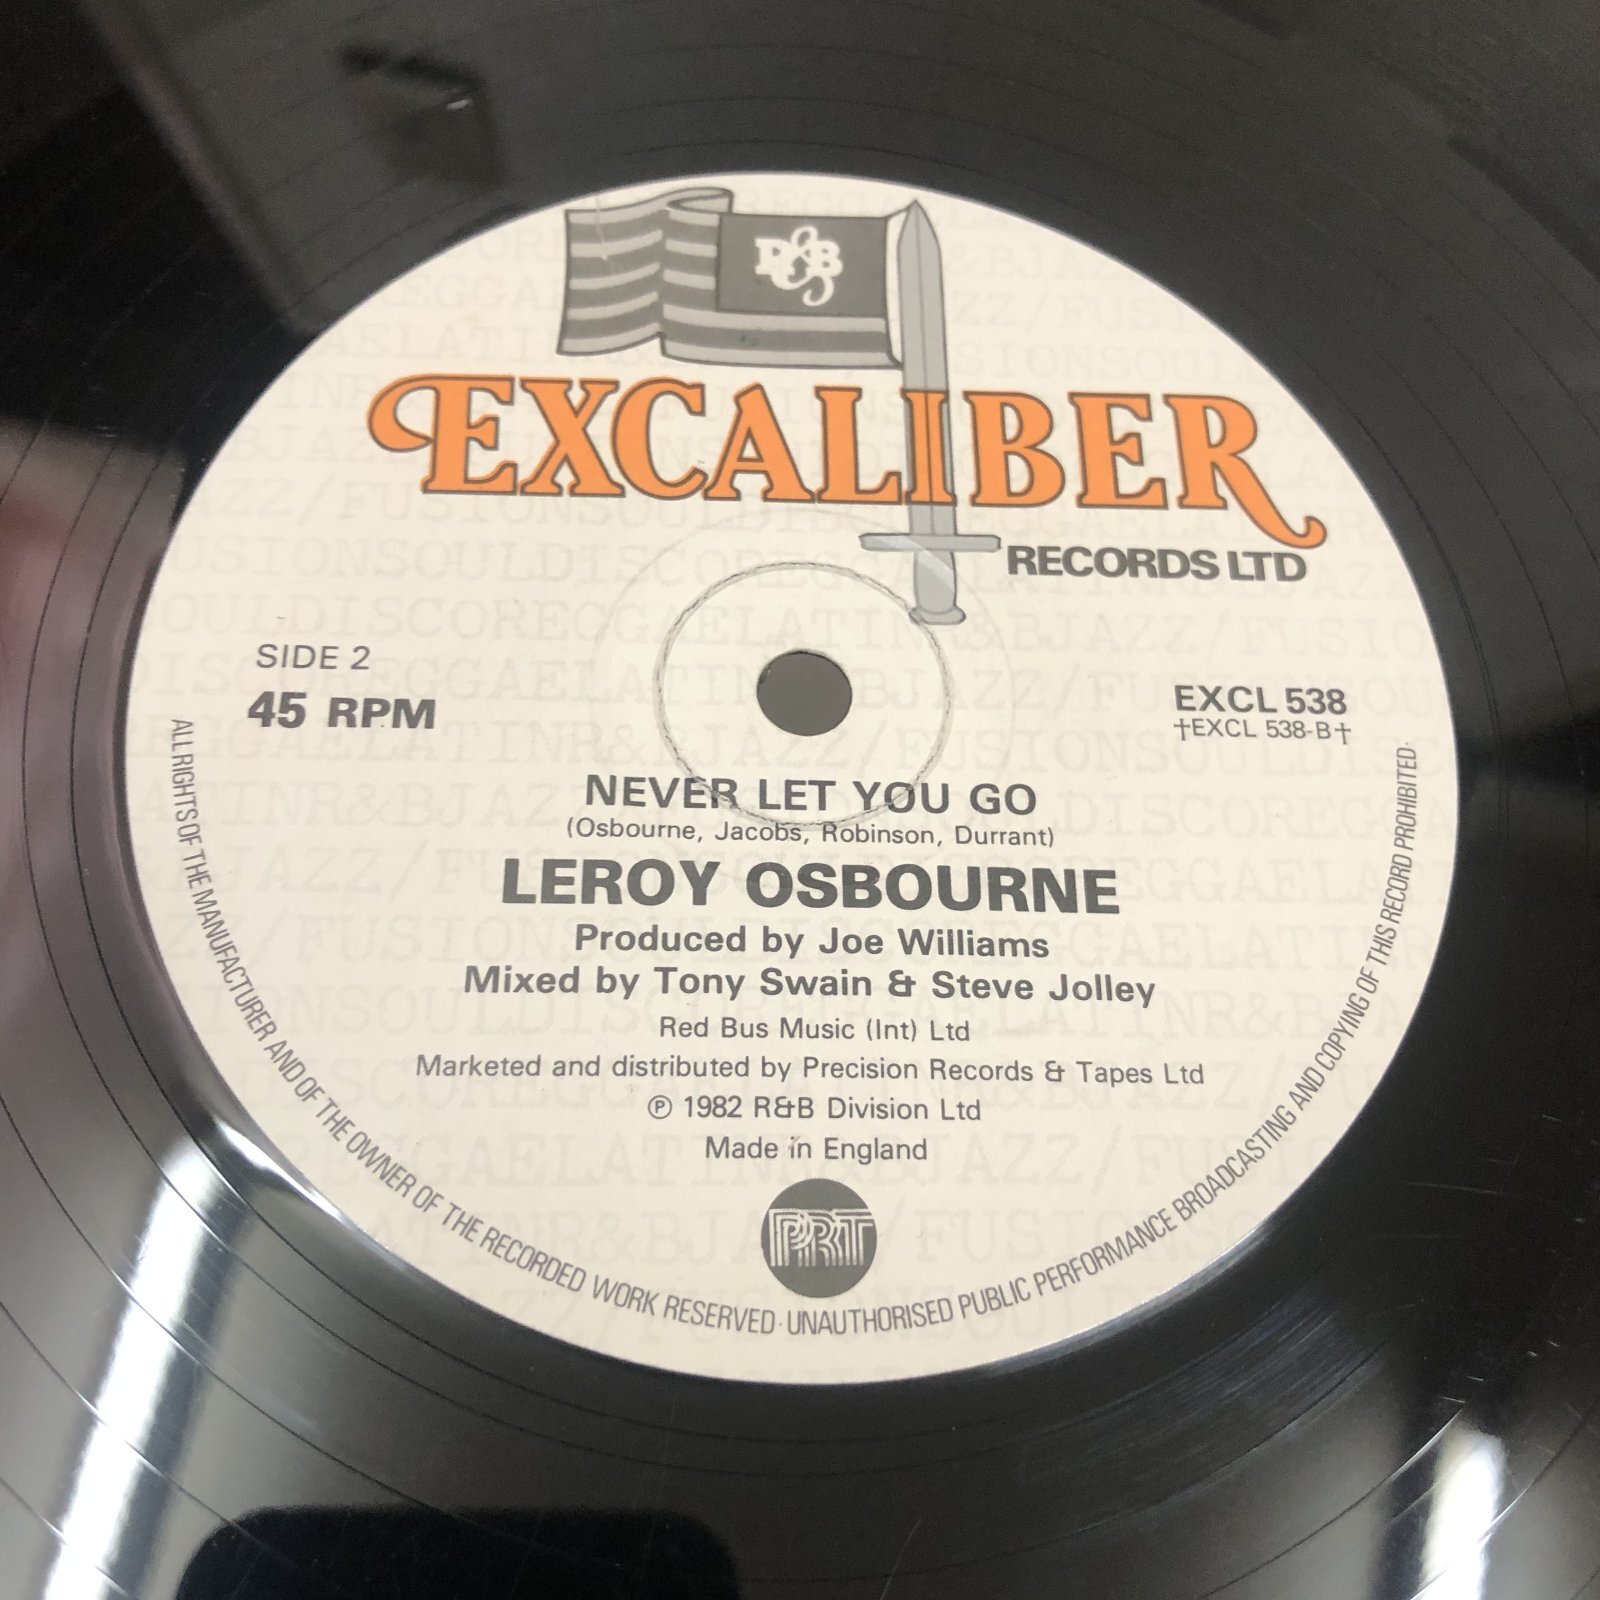 R&B
EXCALIBER
RECORDS LTD
SIDE 2
45 RPM
EXCL 538
†EXCL 538-B†
NEVER LET YOU GO
(Osbourne, Jacobs, Robinson, Durrant)
LEROY OSBOURNE
Produced by Joe Williams
Mixed by Tony Swain & Steve Jolley
Red Bus Music (Int) Ltd
Marketed and distributed by Precision Records & Tapes Ltd
℗ 1982 R&B Division Ltd
Made in England
PRT
ALL RIGHTS OF THE MANUFACTURER AND OF THE OWNER OF THE RECORDED WORK RESERVED · UNAUTHORISED PUBLIC PERFORMANCE BROADCASTING AND COPYING OF THIS RECORD PROHIBITED ·